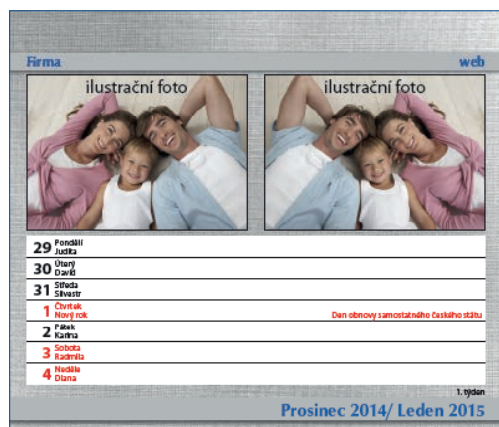 Firma web
ilustrační foto ilustrační foto
29 Pondělí
Judita
30 Úterý
David
31 Středa
Silvestr
1 Čtvrtek
Nový rok Den obnovy samostatného českého státu
2 Pátek
Karina
3 Sobota
Radmila
4 Neděle
Diana
1. týden
Prosinec 2014/ Leden 2015